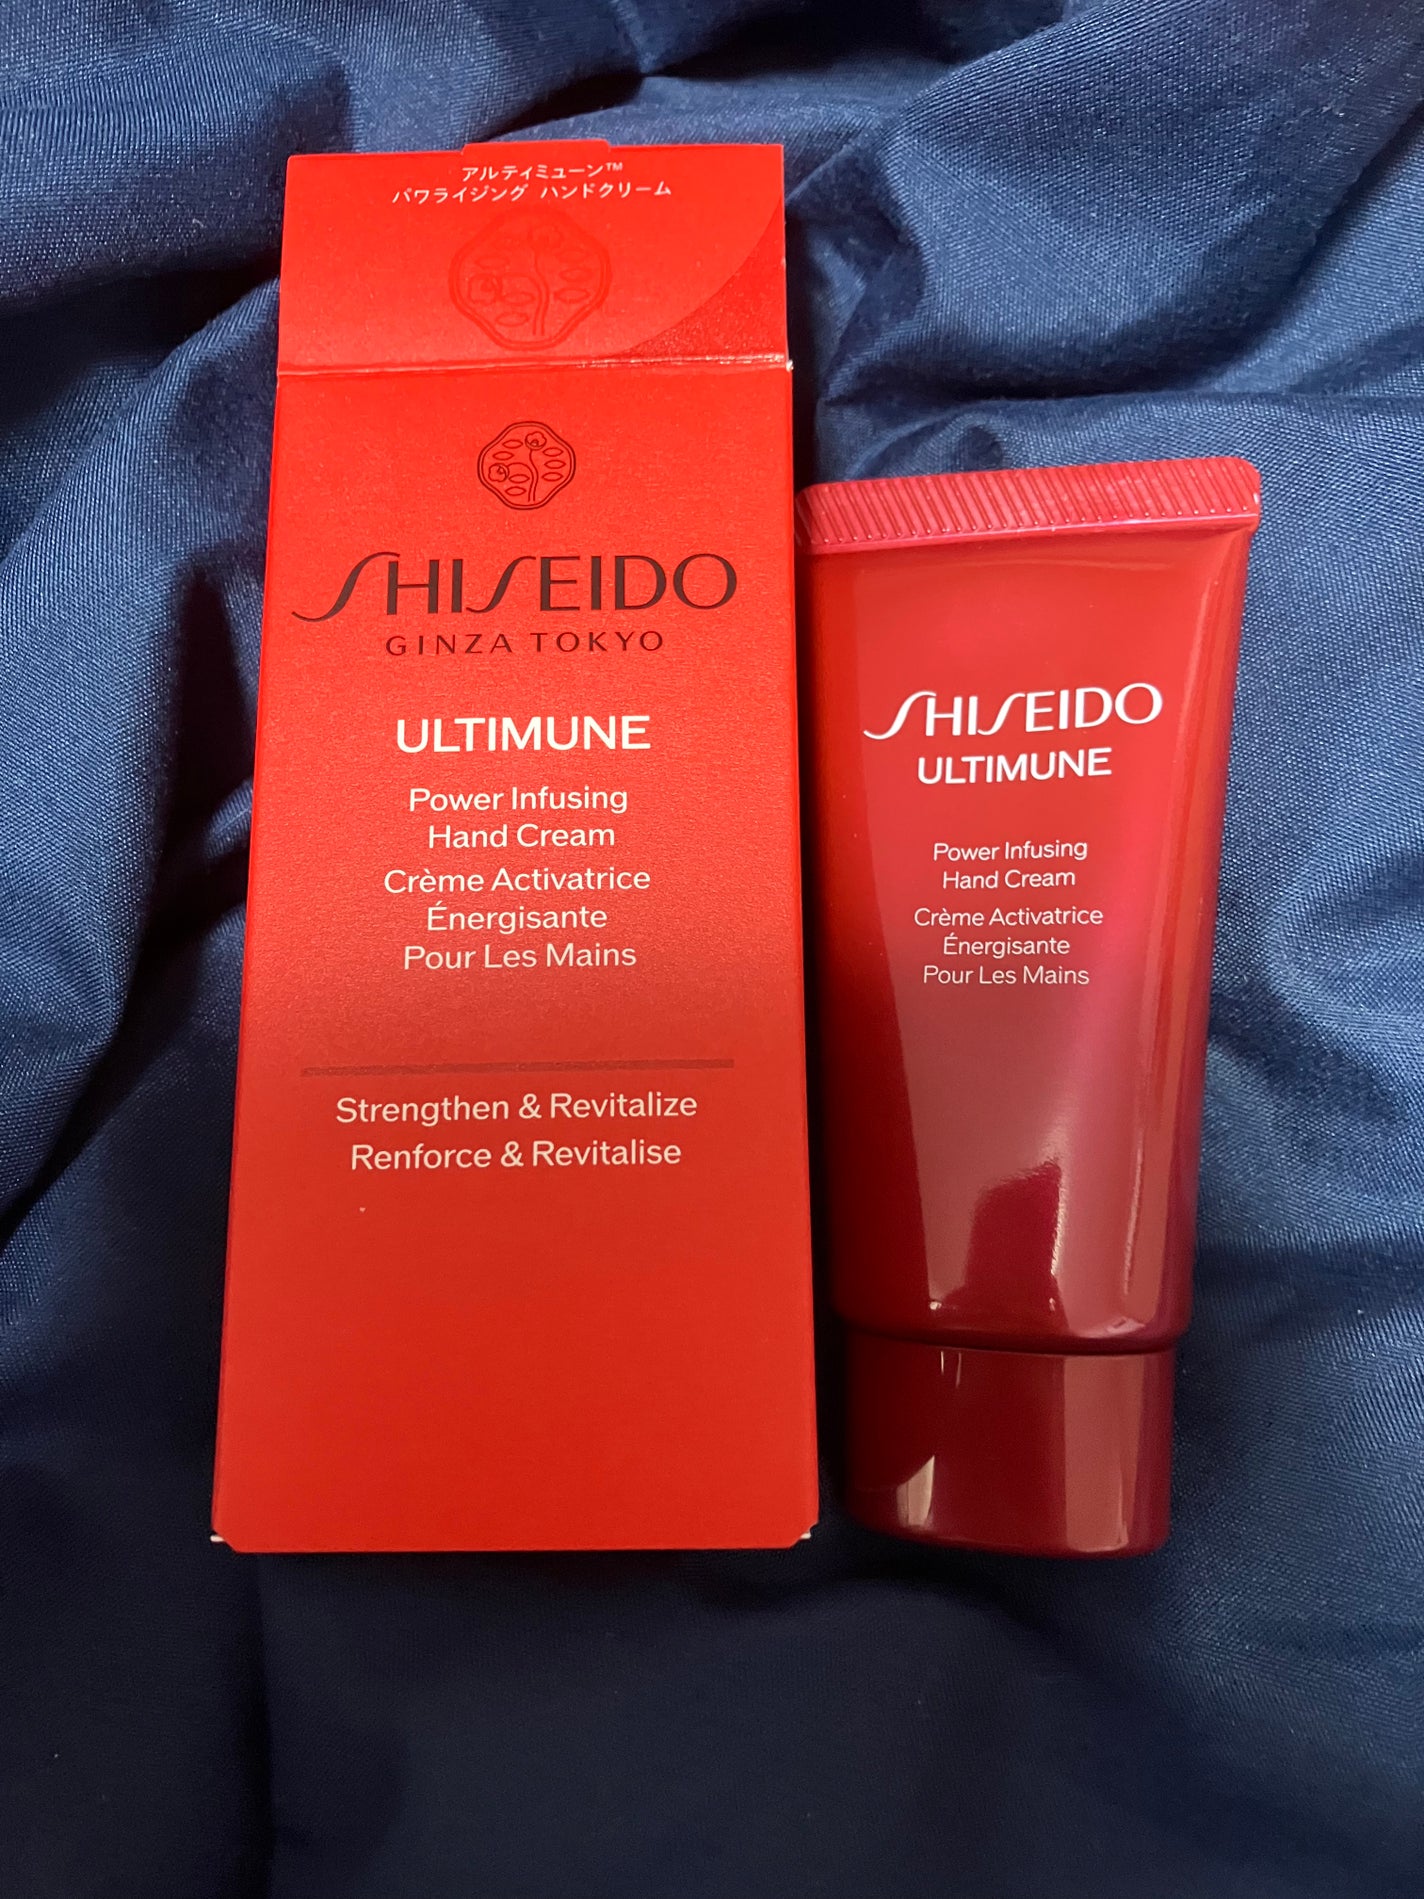 アルティミューン™
パワライジング ハンドクリーム
SHISEIDO
GINZA TOKYO
ULTIMUNE
Power Infusing
Hand Cream
Crème Activatrice
Énergisante
Pour Les Mains
Strengthen & Revitalize
Renforce & Revitalise
SHISEIDO
ULTIMUNE
Power Infusing
Hand Cream
Crème Activatrice
Énergisante
Pour Les Mains